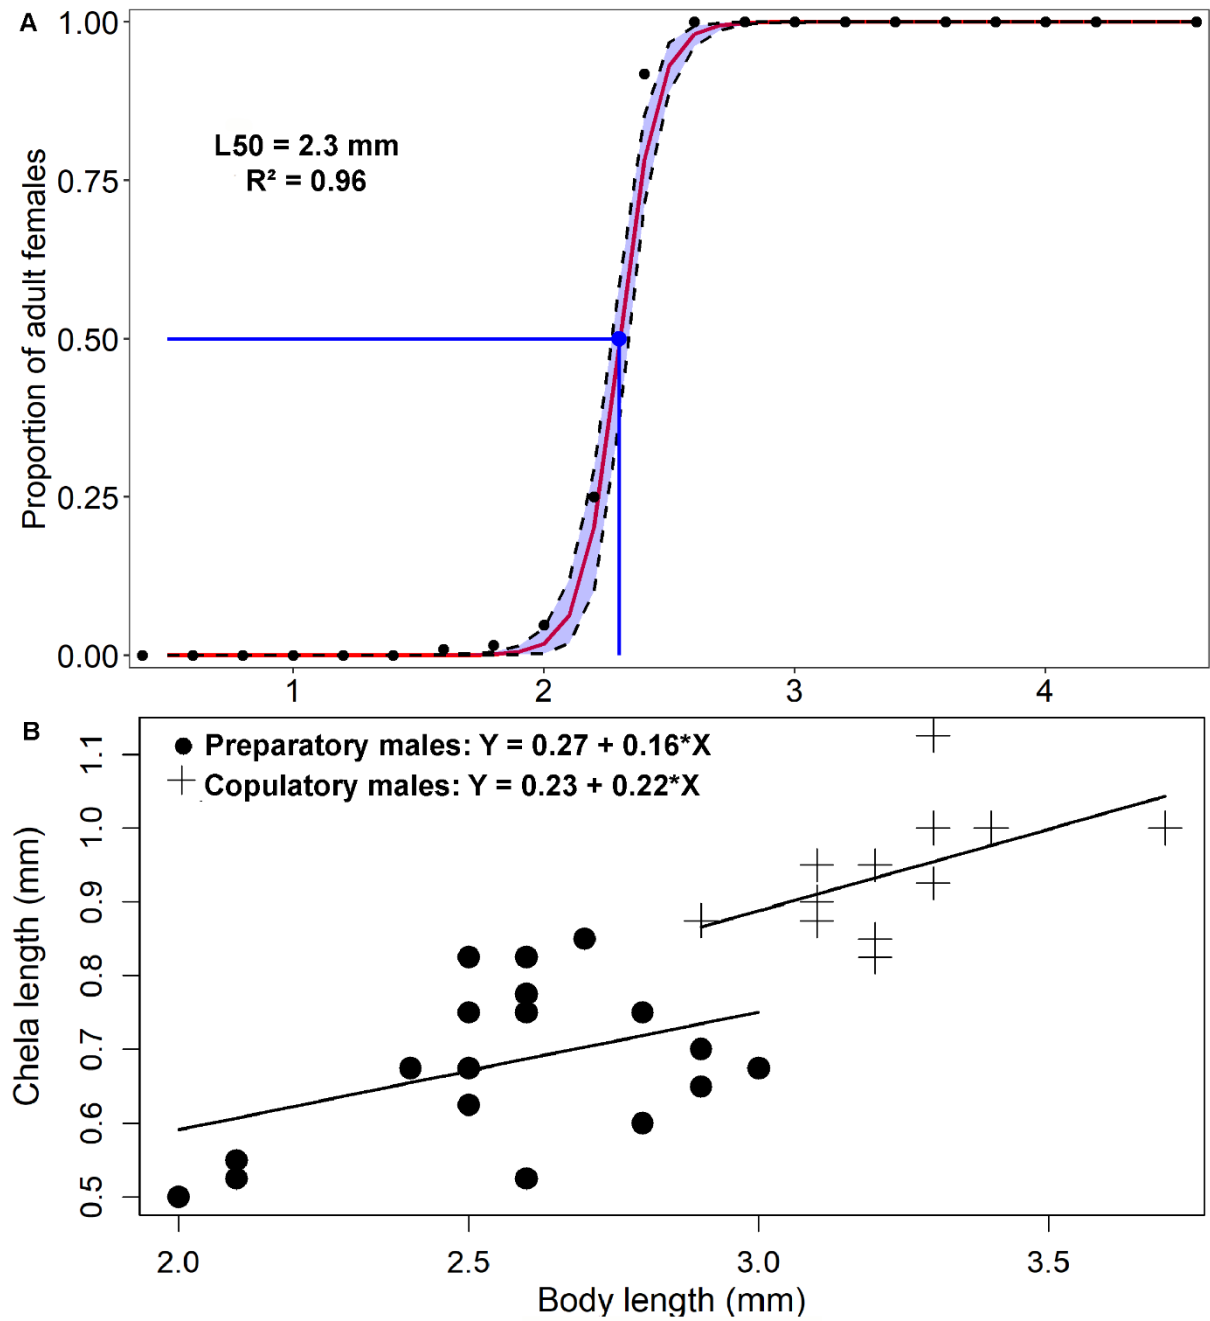 A
1.00
0.75
0.50
0.25
0.00
Proportion of adult females
L50 = 2.3 mm
R² = 0.96
1 2 3 4
B
Preparatory males: Y = 0.27 + 0.16*X
Copulatory males: Y = 0.23 + 0.22*X
1.1
1.0
0.9
0.8
0.7
0.6
0.5
Chela length (mm)
2.0 2.5 3.0 3.5
Body length (mm)